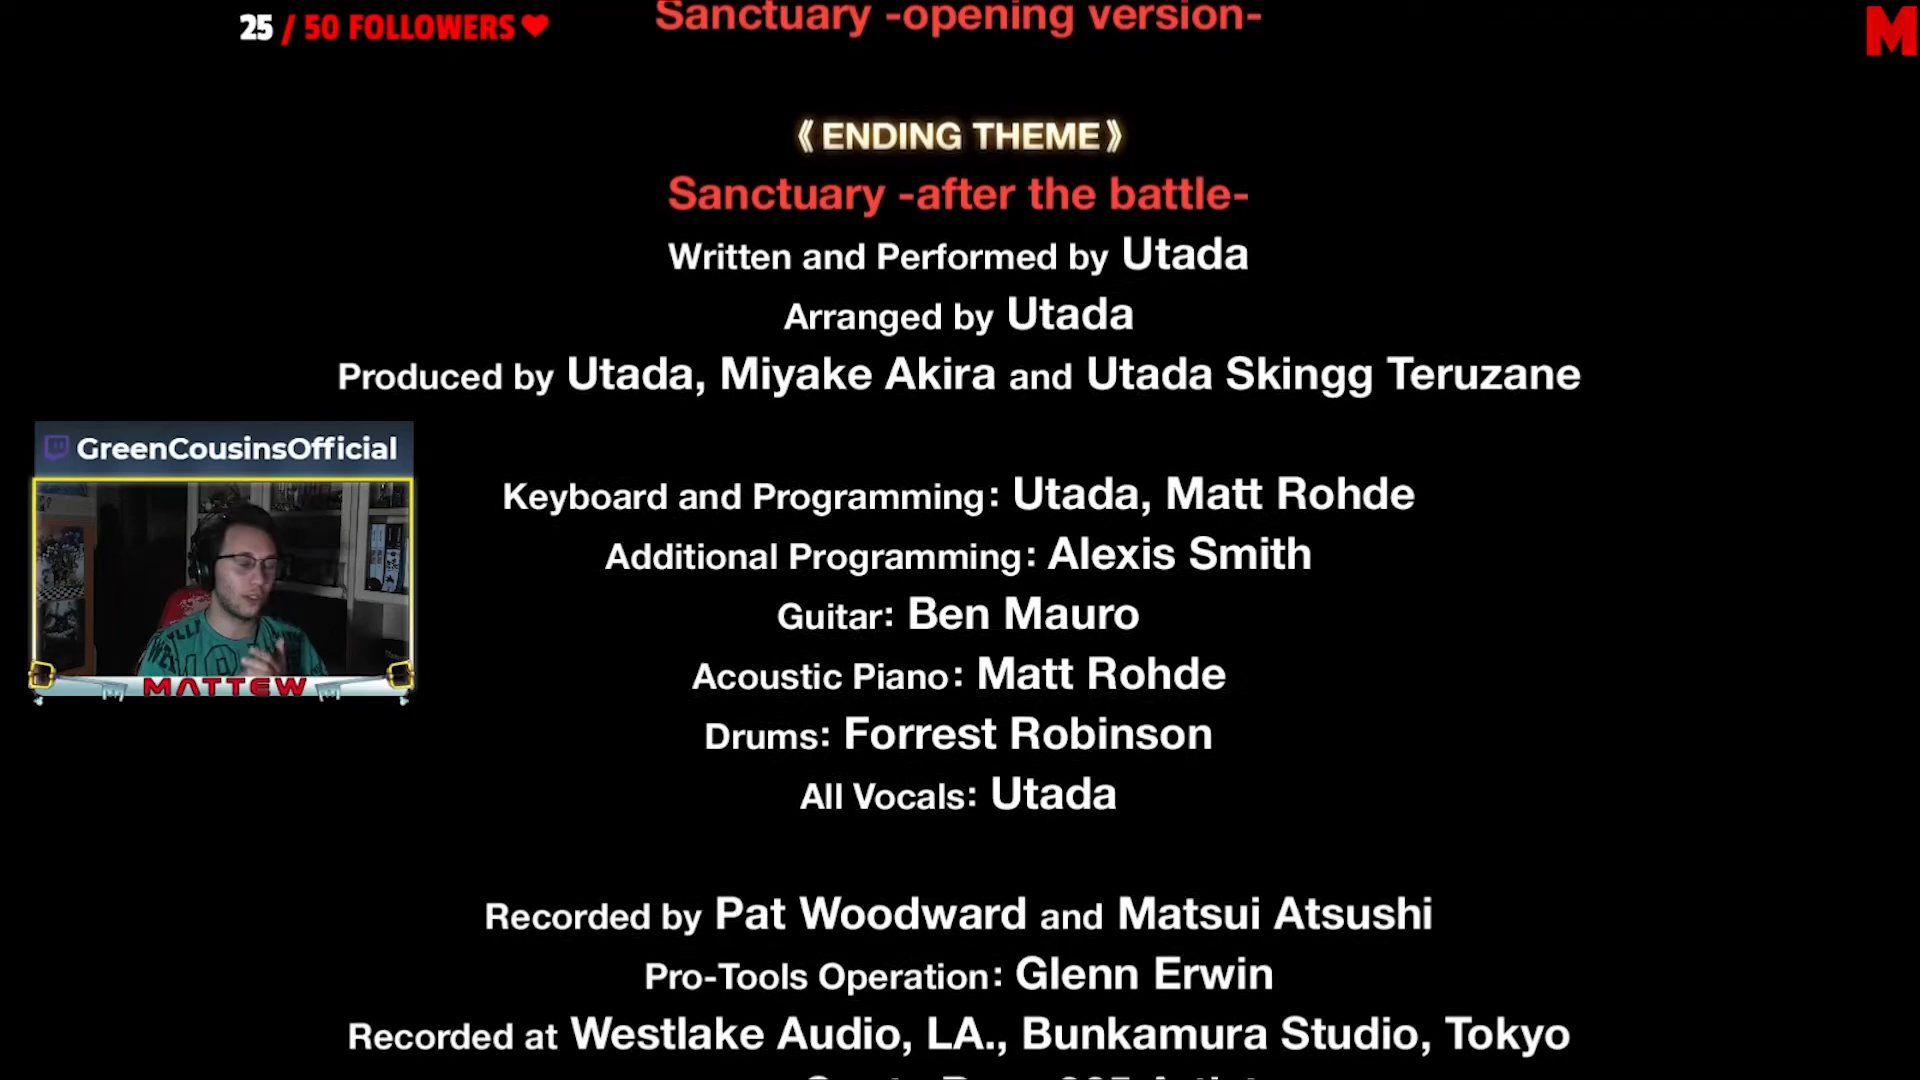 25 / 50 FOLLOWERS
M
Sanctuary -opening version-
《ENDING THEME》
Sanctuary -after the battle-
Written and Performed by Utada
Arranged by Utada
Produced by Utada, Miyake Akira and Utada Skingg Teruzane
GreenCousinsOfficial
MATTEW
Keyboard and Programming: Utada, Matt Rohde
Additional Programming: Alexis Smith
Guitar: Ben Mauro
Acoustic Piano: Matt Rohde
Drums: Forrest Robinson
All Vocals: Utada
Recorded by Pat Woodward and Matsui Atsushi
Pro-Tools Operation: Glenn Erwin
Recorded at Westlake Audio, LA., Bunkamura Studio, Tokyo